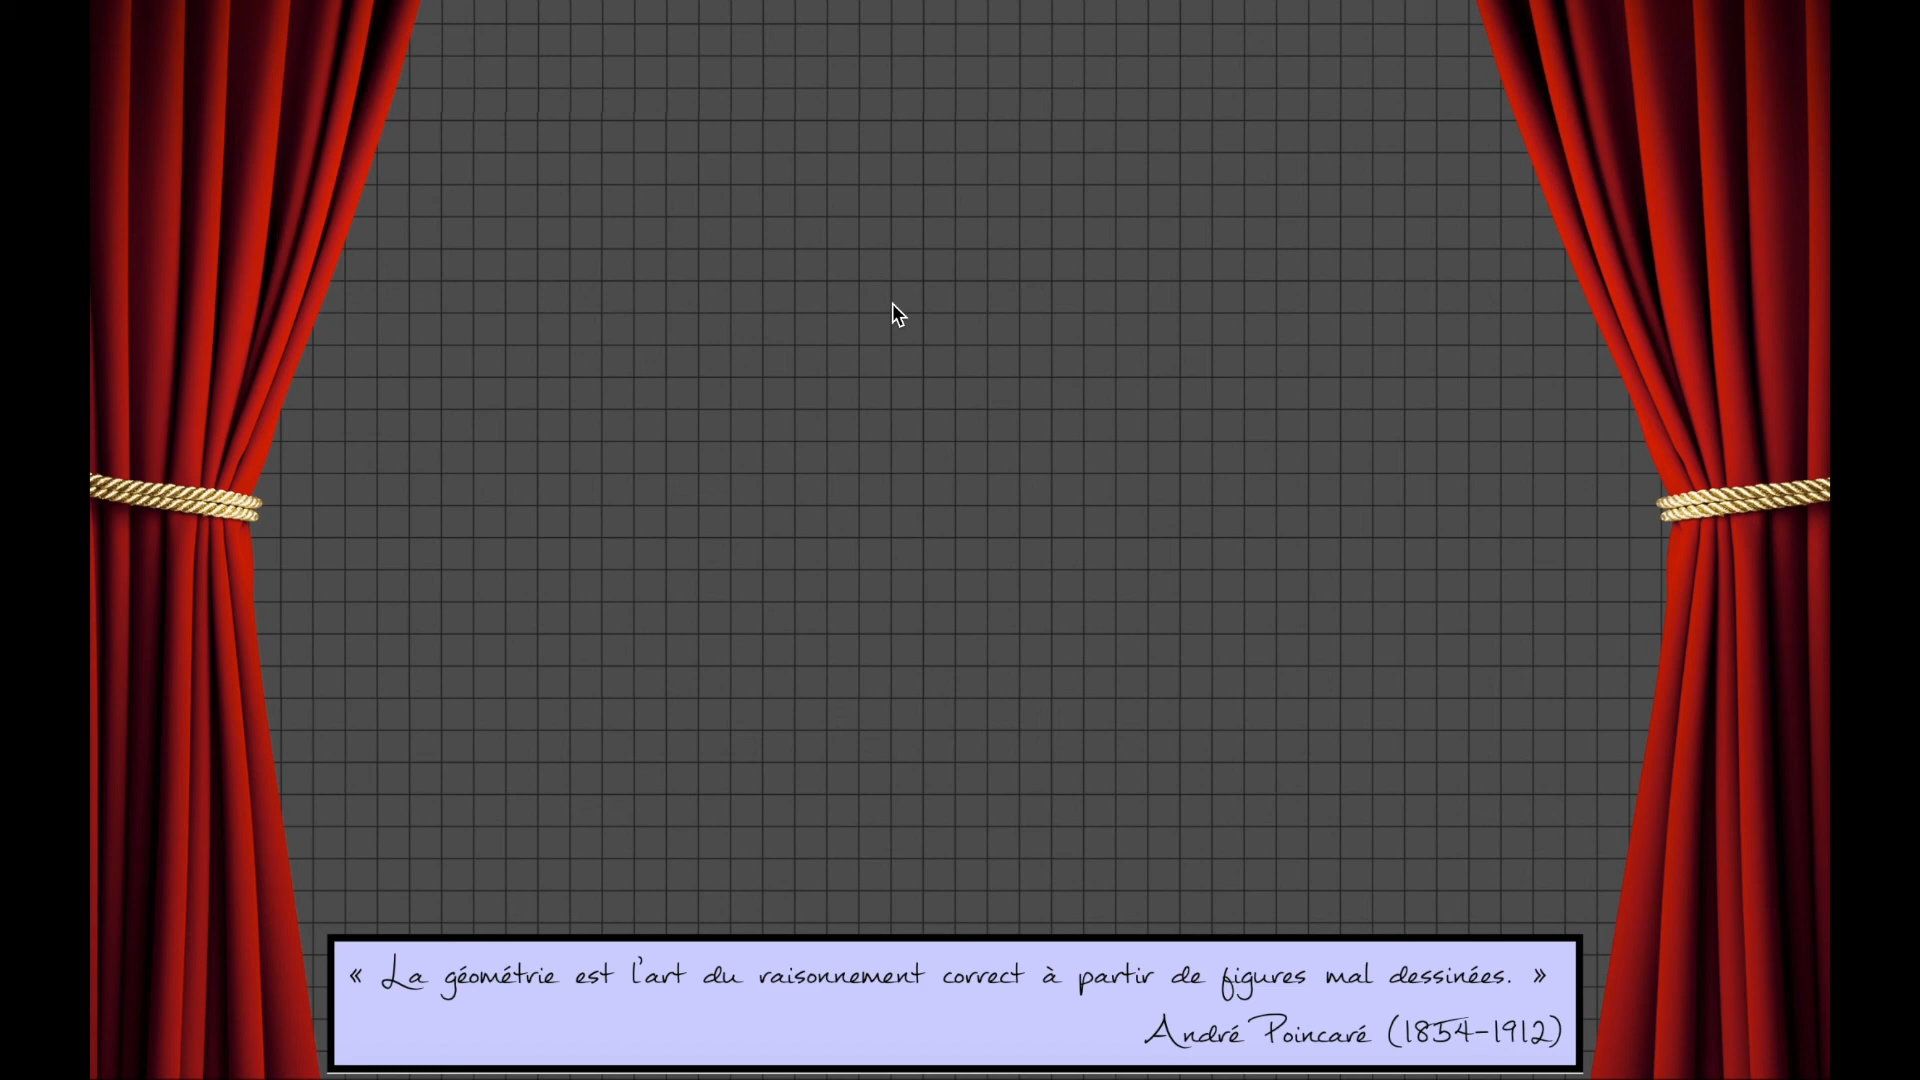 « La géométrie est l'art du raisonnement correct à partir de figures mal dessinées. »
André Poincaré (1854-1912)